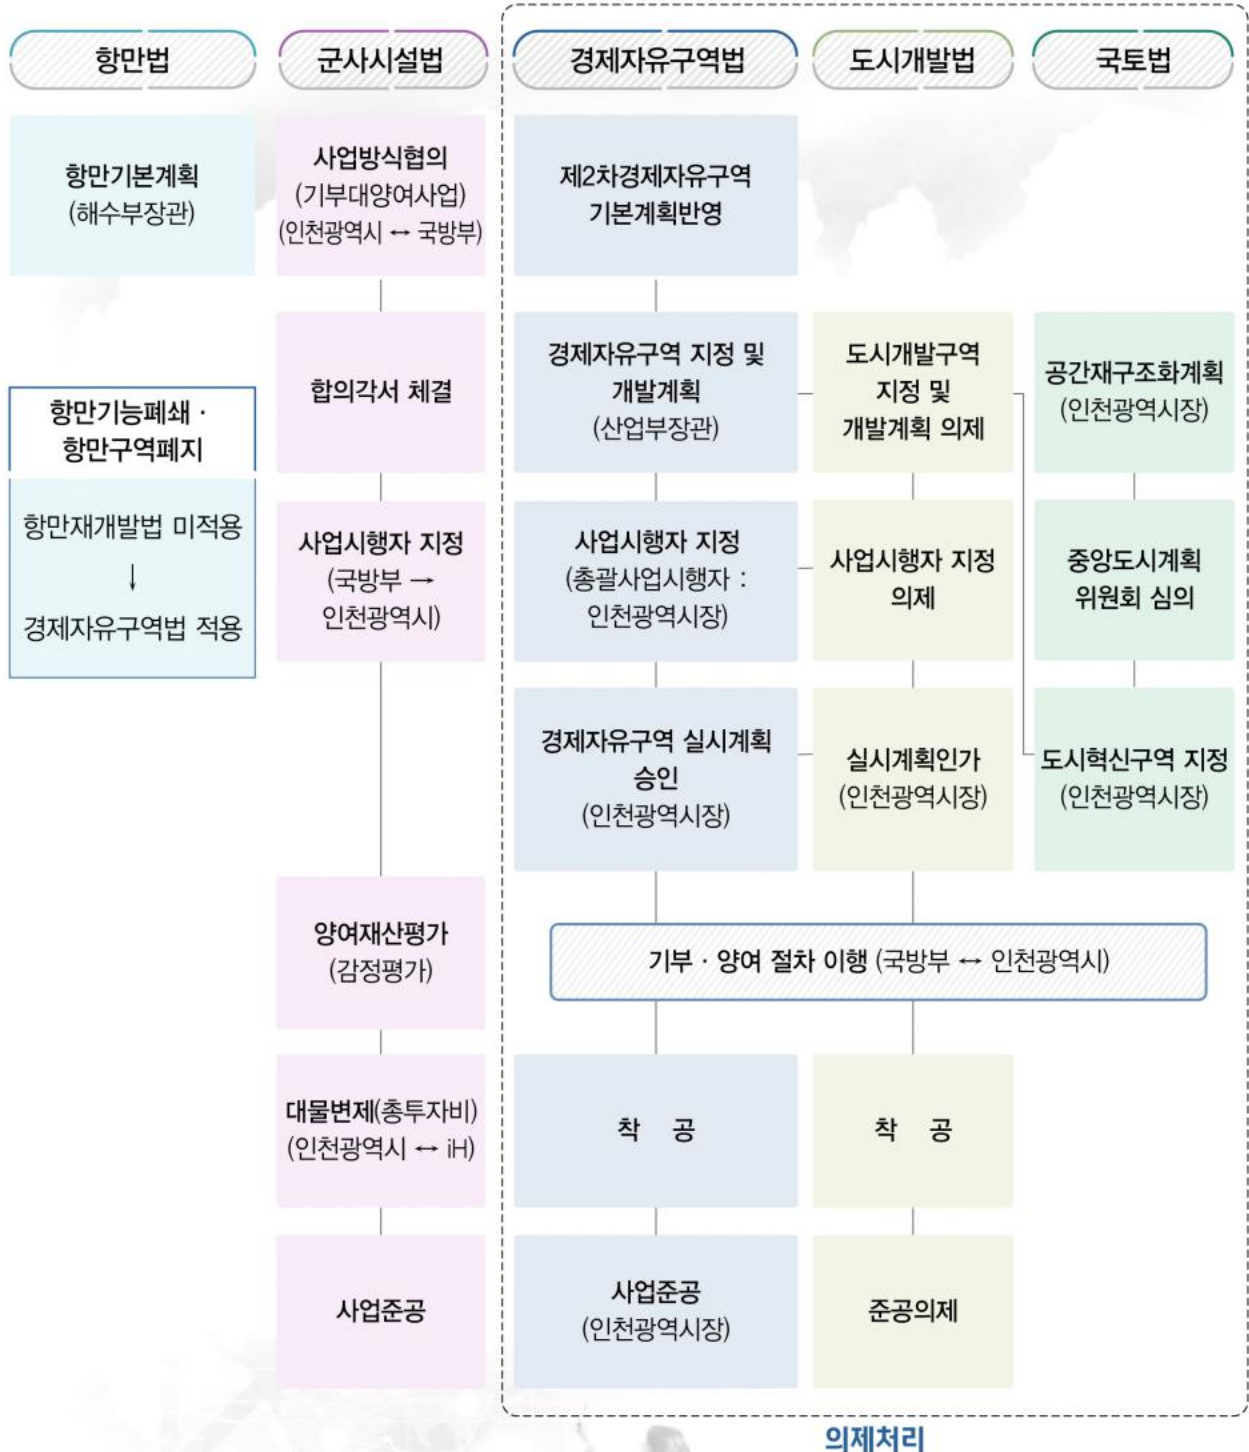 항만법
군사시설법
경제자유구역법
도시개발법
국토법
항만기본계획
(해수부장관)
항만기능폐쇄 ·
항만구역폐지
항만재개발법 미적용
↓
경제자유구역법 적용
사업방식협의
(기부대양여사업)
(인천광역시 ↔ 국방부)
합의각서 체결
사업시행자 지정
(국방부 →
인천광역시)
양여재산평가
(감정평가)
대물변제(총투자비)
(인천광역시 ↔ iH)
사업준공
제2차경제자유구역
기본계획반영
경제자유구역 지정 및
개발계획
(산업부장관)
사업시행자 지정
(총괄사업시행자 :
인천광역시장)
경제자유구역 실시계획
승인
(인천광역시장)
도시개발구역
지정 및
개발계획 의제
사업시행자 지정
의제
실시계획인가
(인천광역시장)
공간재구조화계획
(인천광역시장)
중앙도시계획
위원회 심의
도시혁신구역 지정
(인천광역시장)
기부 · 양여 절차 이행 (국방부 ↔ 인천광역시)
착 공
착 공
사업준공
(인천광역시장)
준공의제
의제처리